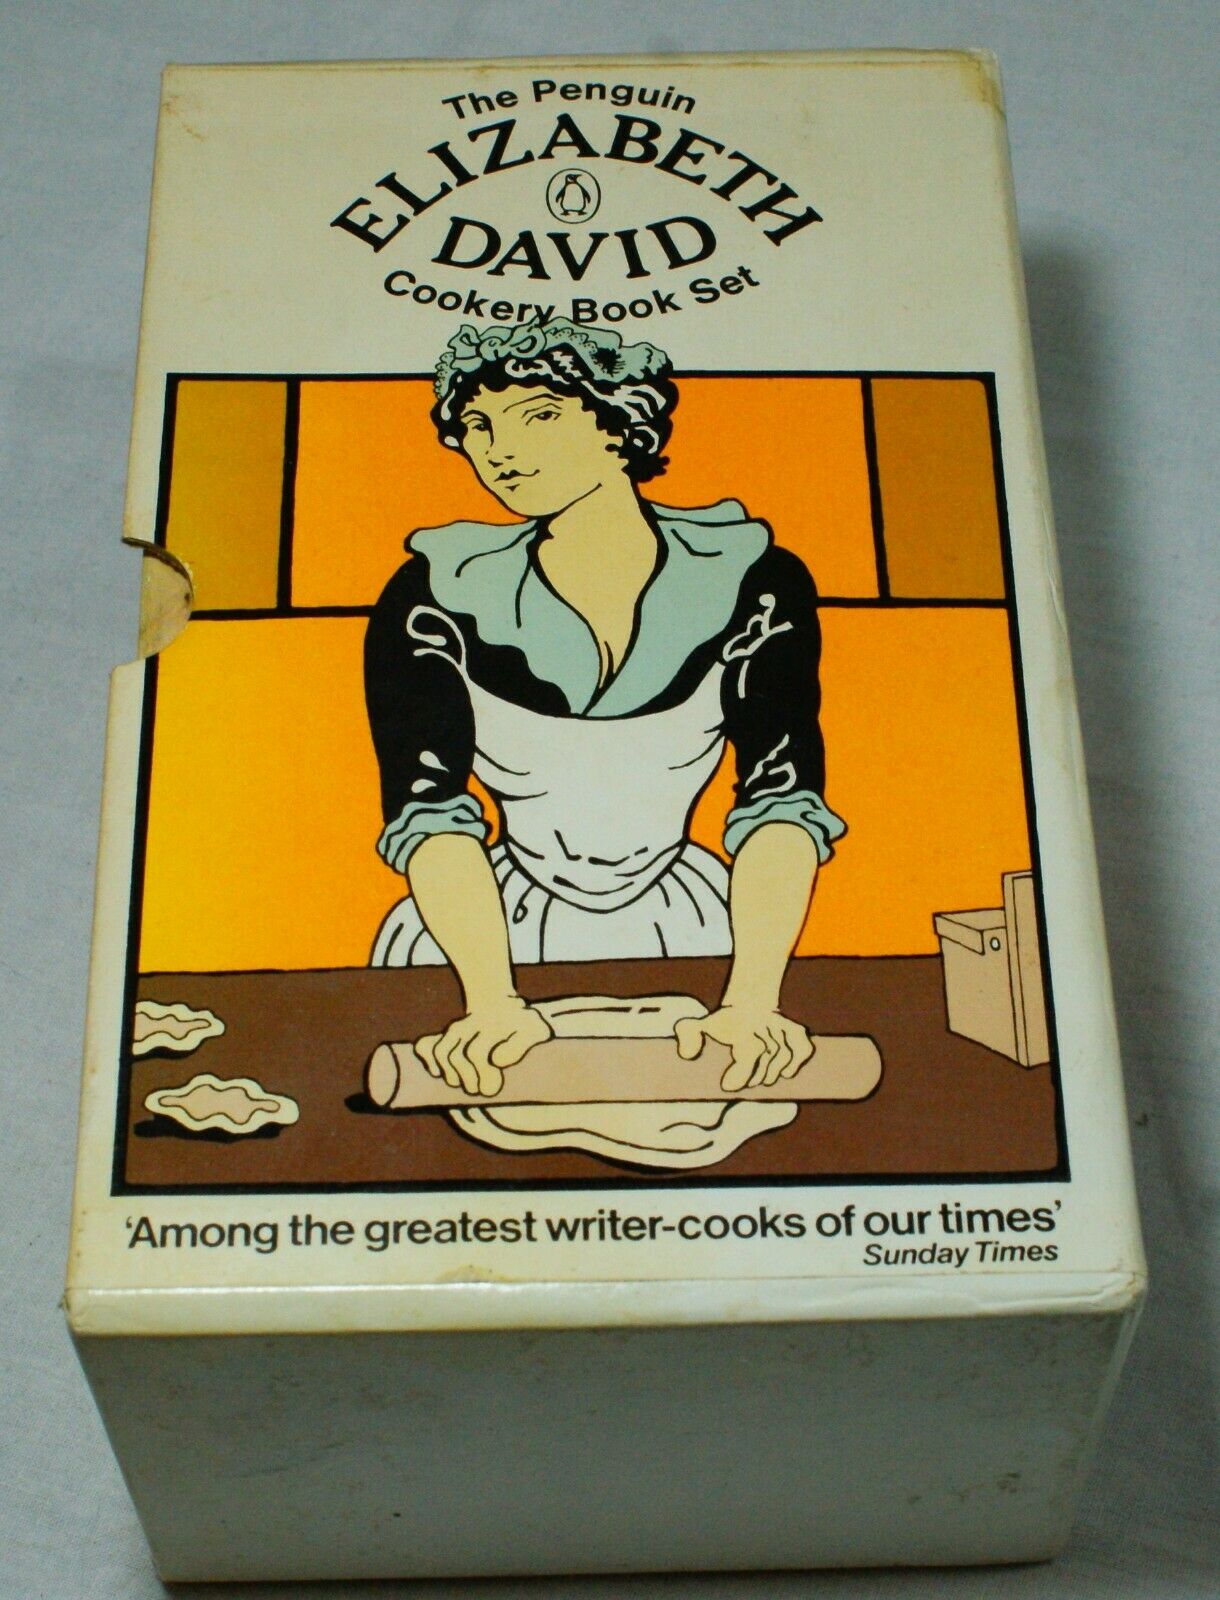 The Penguin
ELIZABETH
DAVID
Cookery Book Set
'Among the greatest writer-cooks of our times'
Sunday Times